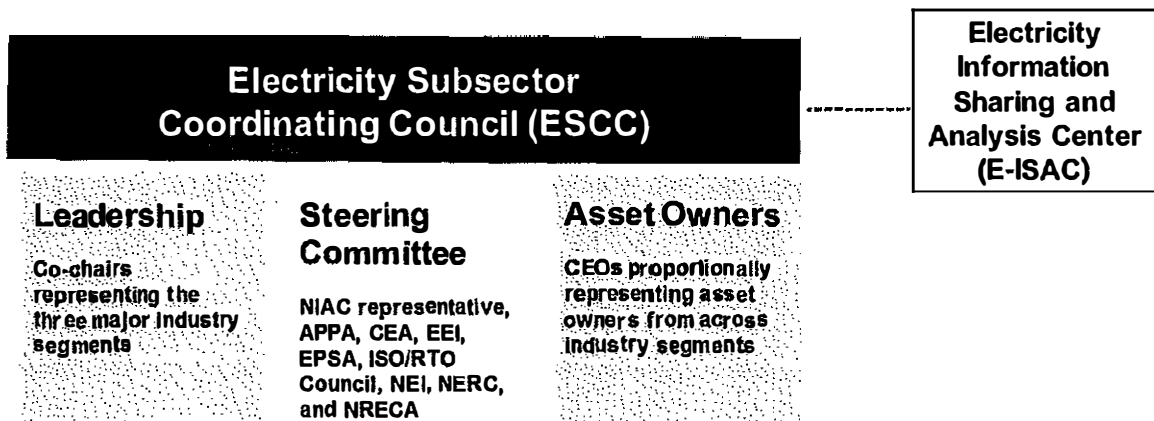 Electricity Subsector
Coordinating Council (ESCC)
Electricity
Information
Sharing and
Analysis Center
(E-ISAC)
Leadership
Co-chairs
representing the
three major industry
segments
Steering
Committee
NIAC representative,
APPA, CEA, EEI,
EPSA, ISO/RTO
Council, NEI, NERC,
and NRECA
Asset Owners
CEOs proportionally
representing asset
owners from across
industry segments